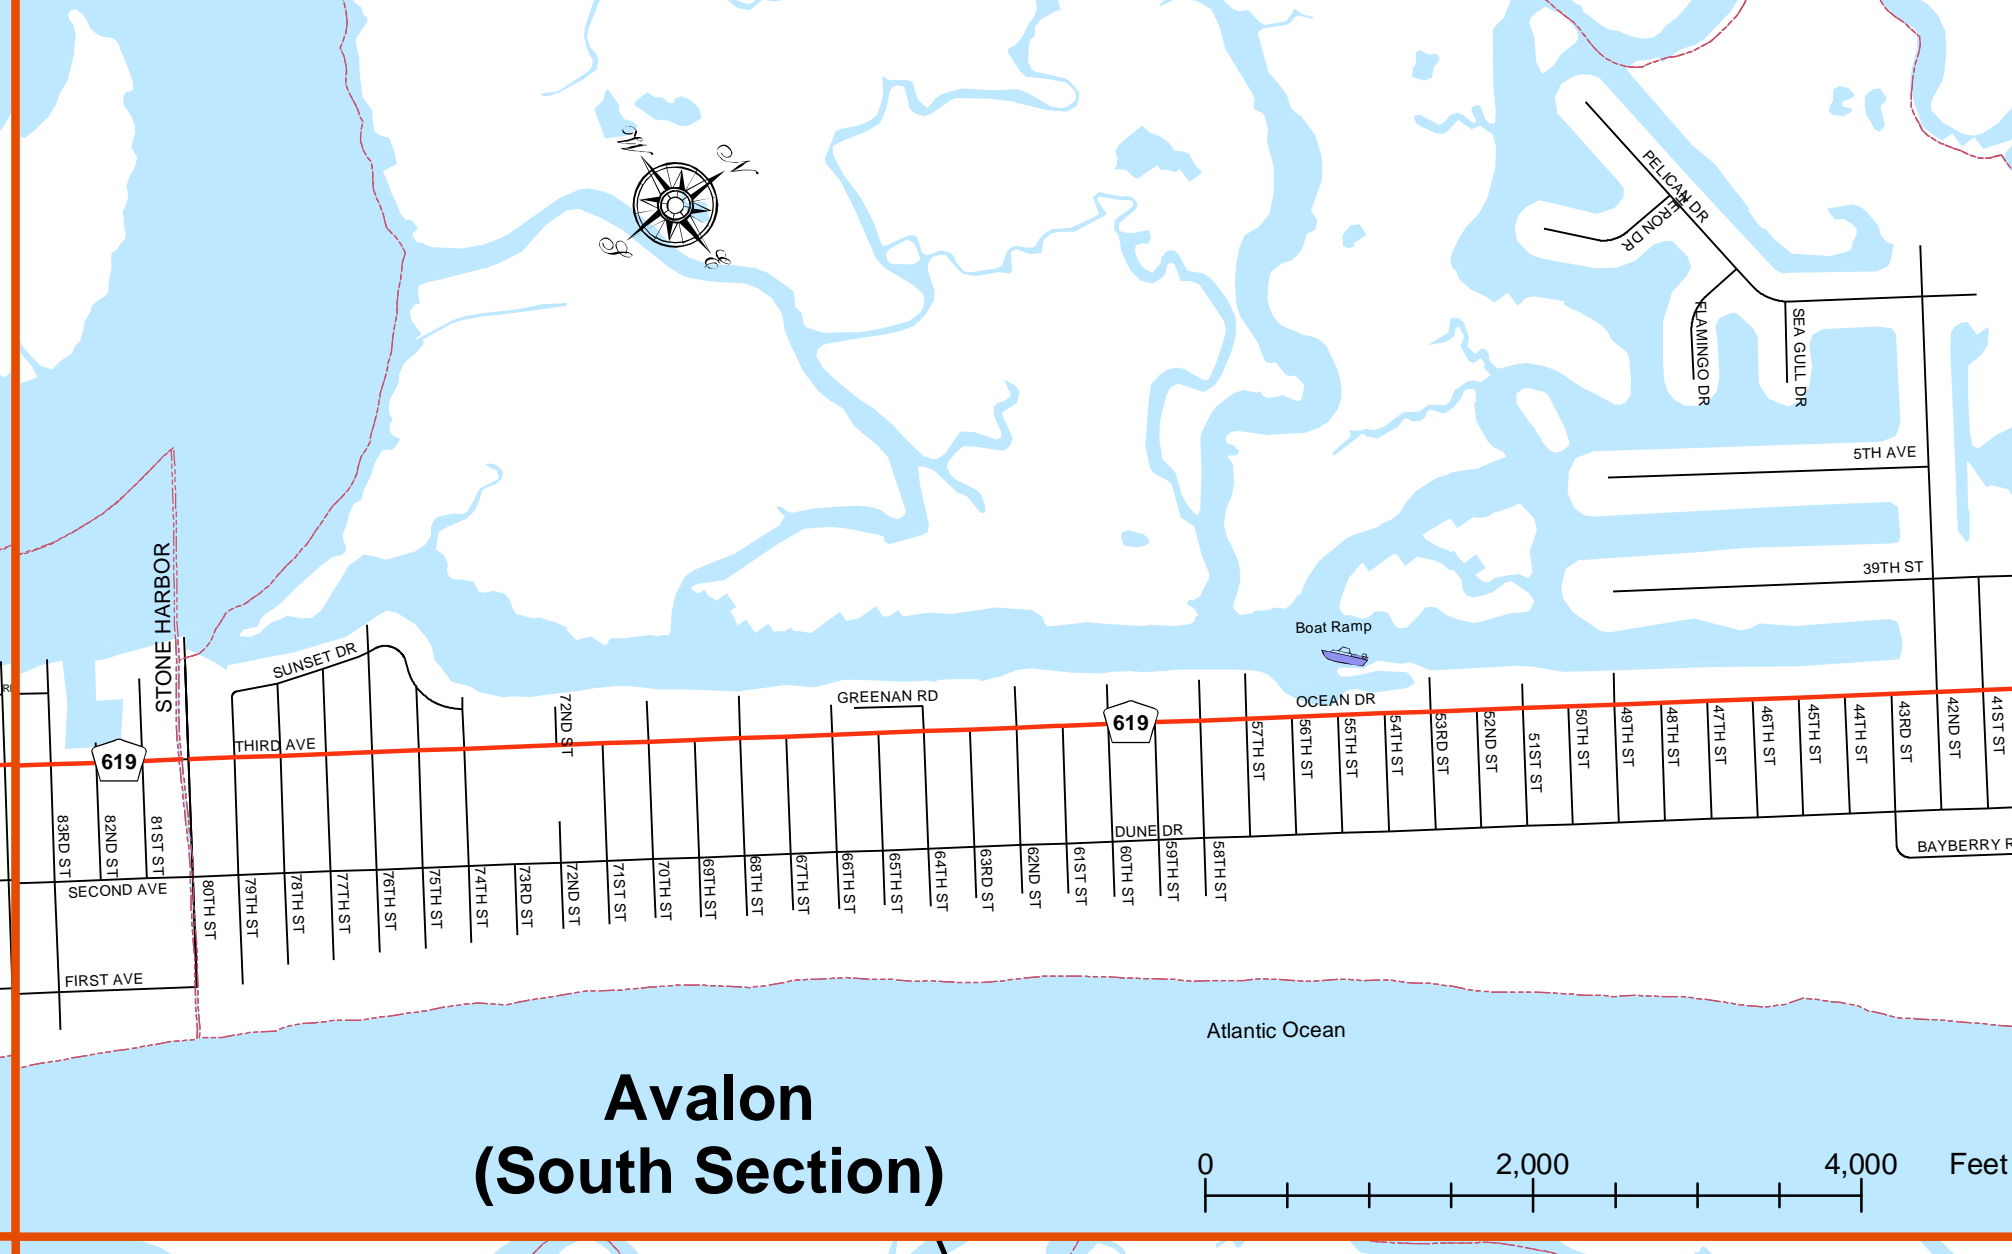 W
N
S
E
PELICAN DR
HERON DR
FLAMINGO DR
SEA GULL DR
5TH AVE
39TH ST
STONE HARBOR
Boat Ramp
SUNSET DR
GREENAN RD
OCEAN DR
72ND ST
THIRD AVE
619
619
57TH ST
56TH ST
55TH ST
54TH ST
53RD ST
52ND ST
51ST ST
50TH ST
49TH ST
48TH ST
47TH ST
46TH ST
45TH ST
44TH ST
43RD ST
42ND ST
41ST ST
83RD ST
82ND ST
81ST ST
DUNE DR
BAYBERRY R
SECOND AVE
80TH ST
79TH ST
78TH ST
77TH ST
76TH ST
75TH ST
74TH ST
73RD ST
72ND ST
71ST ST
70TH ST
69TH ST
68TH ST
67TH ST
66TH ST
65TH ST
64TH ST
63RD ST
62ND ST
61ST ST
60TH ST
59TH ST
58TH ST
FIRST AVE
Atlantic Ocean
Avalon
(South Section)
0 2,000 4,000 Feet